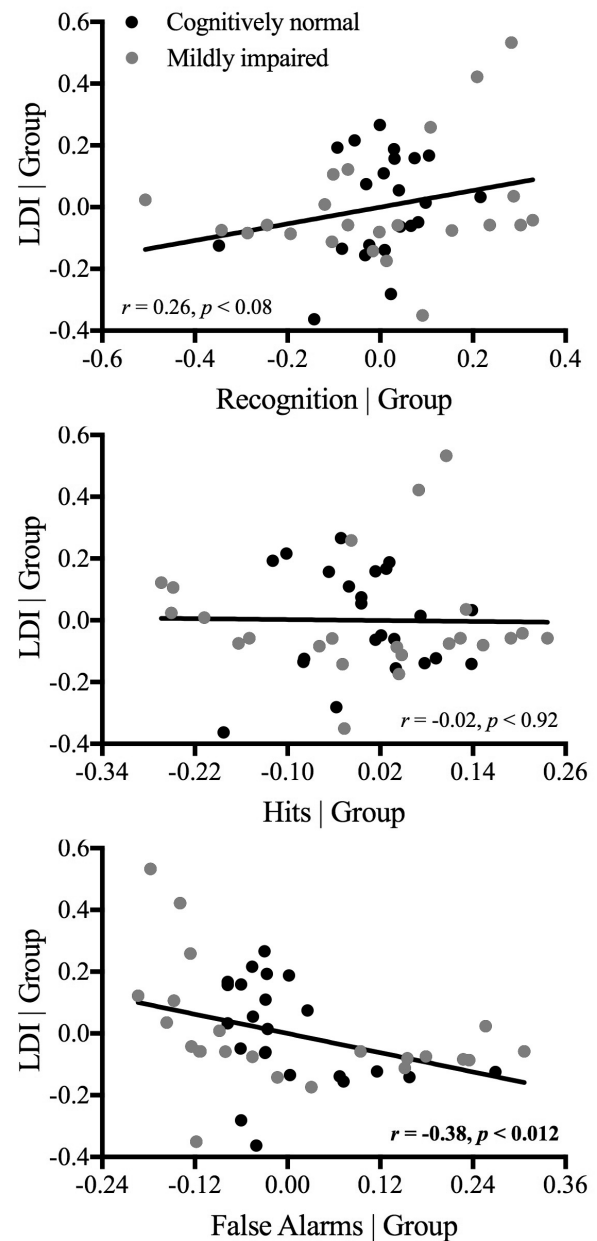 Cognitively normal
Mildly impaired
0.6
0.4
0.2
0.0
-0.2
-0.4
LDI | Group
r = 0.26, p < 0.08
-0.6 -0.4 -0.2 0.0 0.2 0.4
Recognition | Group
0.6
0.4
0.2
0.0
-0.2
-0.4
LDI | Group
r = -0.02, p < 0.92
-0.34 -0.22 -0.10 0.02 0.14 0.26
Hits | Group
0.6
0.4
0.2
0.0
-0.2
-0.4
LDI | Group
r = -0.38, p < 0.012
-0.24 -0.12 0.00 0.12 0.24 0.36
False Alarms | Group